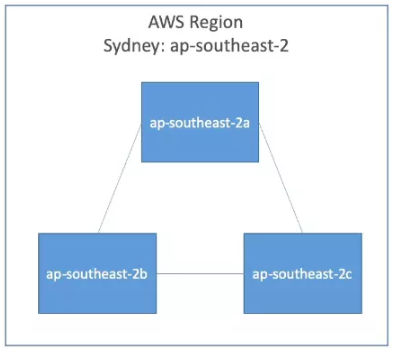 AWS Region
Sydney: ap-southeast-2
ap-southeast-2a
ap-southeast-2b
ap-southeast-2c